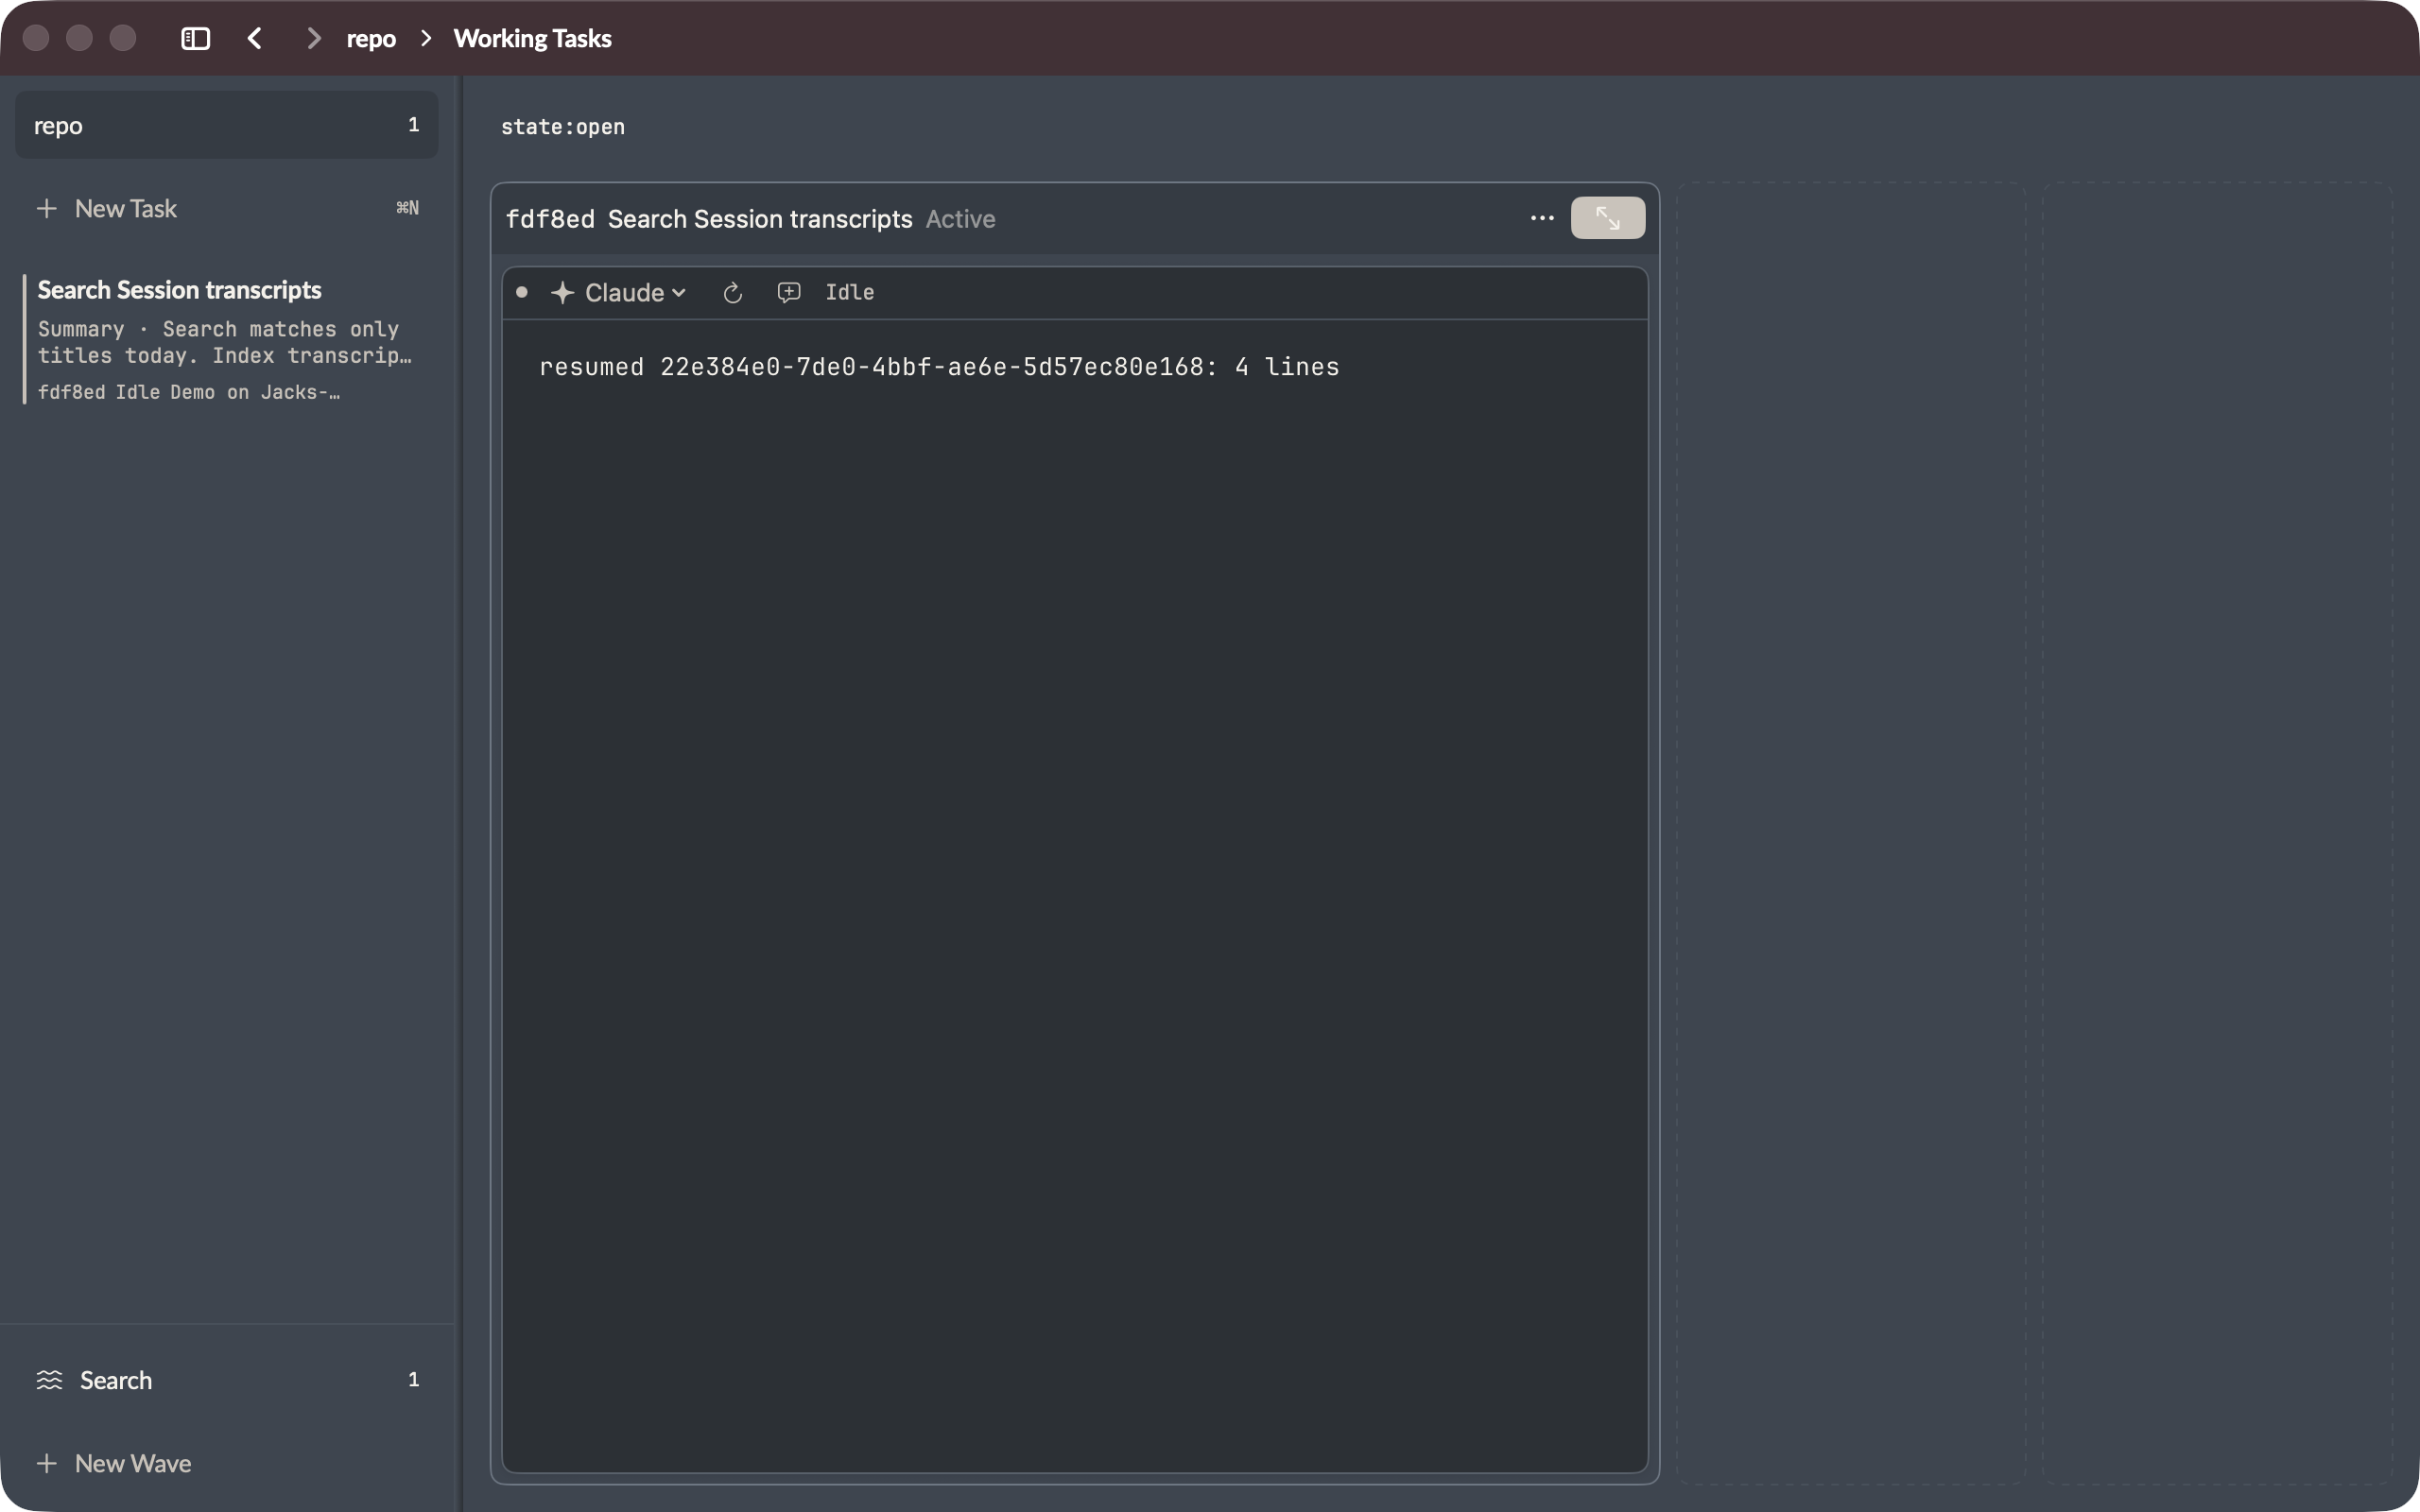 repo > Working Tasks
repo 1
+ New Task ⌘N
Search Session transcripts
Summary · Search matches only
titles today. Index transcrip…
fdf8ed Idle Demo on Jacks-…
Search 1
+ New Wave
state:open
fdf8ed Search Session transcripts Active
Claude Idle
resumed 22e384e0-7de0-4bbf-ae6e-5d57ec80e168: 4 lines